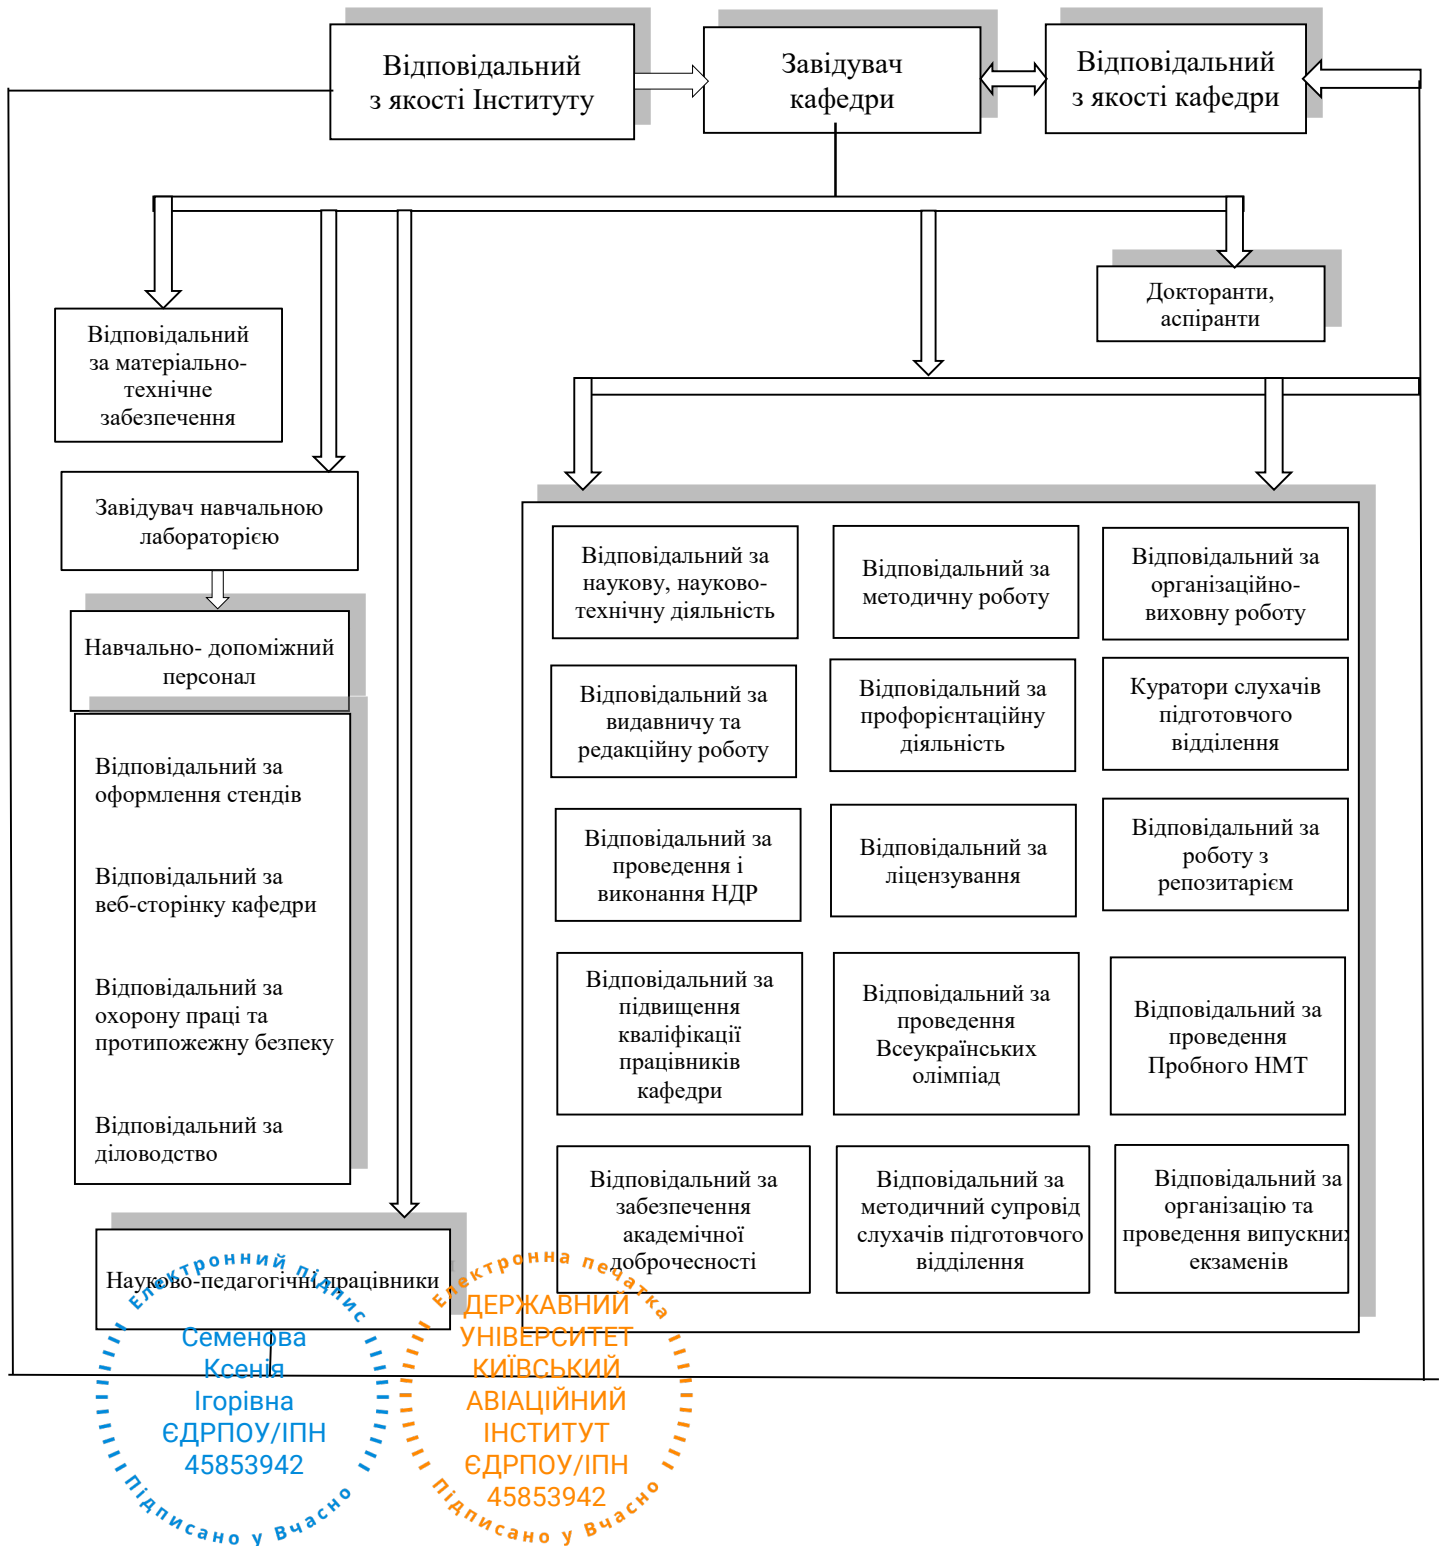 Відповідальний
з якості Інституту
Завідувач
кафедри
Відповідальний
з якості кафедри
Докторанти,
аспіранти
Відповідальний
за матеріально-
технічне
забезпечення
Завідувач навчальною
лабораторією
Навчально- допоміжний
персонал
Відповідальний за
оформлення стендів
Відповідальний за
веб-сторінку кафедри
Відповідальний за
охорону праці та
протипожежну безпеку
Відповідальний за
діловодство
Науково-педагогічні працівники
Відповідальний за
наукову, науково-
технічну діяльність
Відповідальний за
методичну роботу
Відповідальний за
організаційно-
виховну роботу
Відповідальний за
видавничу та
редакційну роботу
Відповідальний за
профорієнтаційну
діяльність
Куратори слухачів
підготовчого
відділення
Відповідальний за
проведення і
виконання НДР
Відповідальний за
ліцензування
Відповідальний за
роботу з
репозитарієм
Відповідальний за
підвищення
кваліфікації
працівників
кафедри
Відповідальний за
проведення
Всеукраїнських
олімпіад
Відповідальний за
проведення
Пробного НМТ
Відповідальний за
забезпечення
академічної
доброчесності
Відповідальний за
методичний супровід
слухачів підготовчого
відділення
Відповідальний за
організацію та
проведення випускних
екзаменів
Електронний підпис
Семенова
Ксенія
Ігорівна
ЄДРПОУ/ІПН
45853942
Підписано у Вчасно
Електронна печатка
ДЕРЖАВНИЙ
УНІВЕРСИТЕТ
КИЇВСЬКИЙ
АВІАЦІЙНИЙ
ІНСТИТУТ
ЄДРПОУ/ІПН
45853942
Підписано у Вчасно